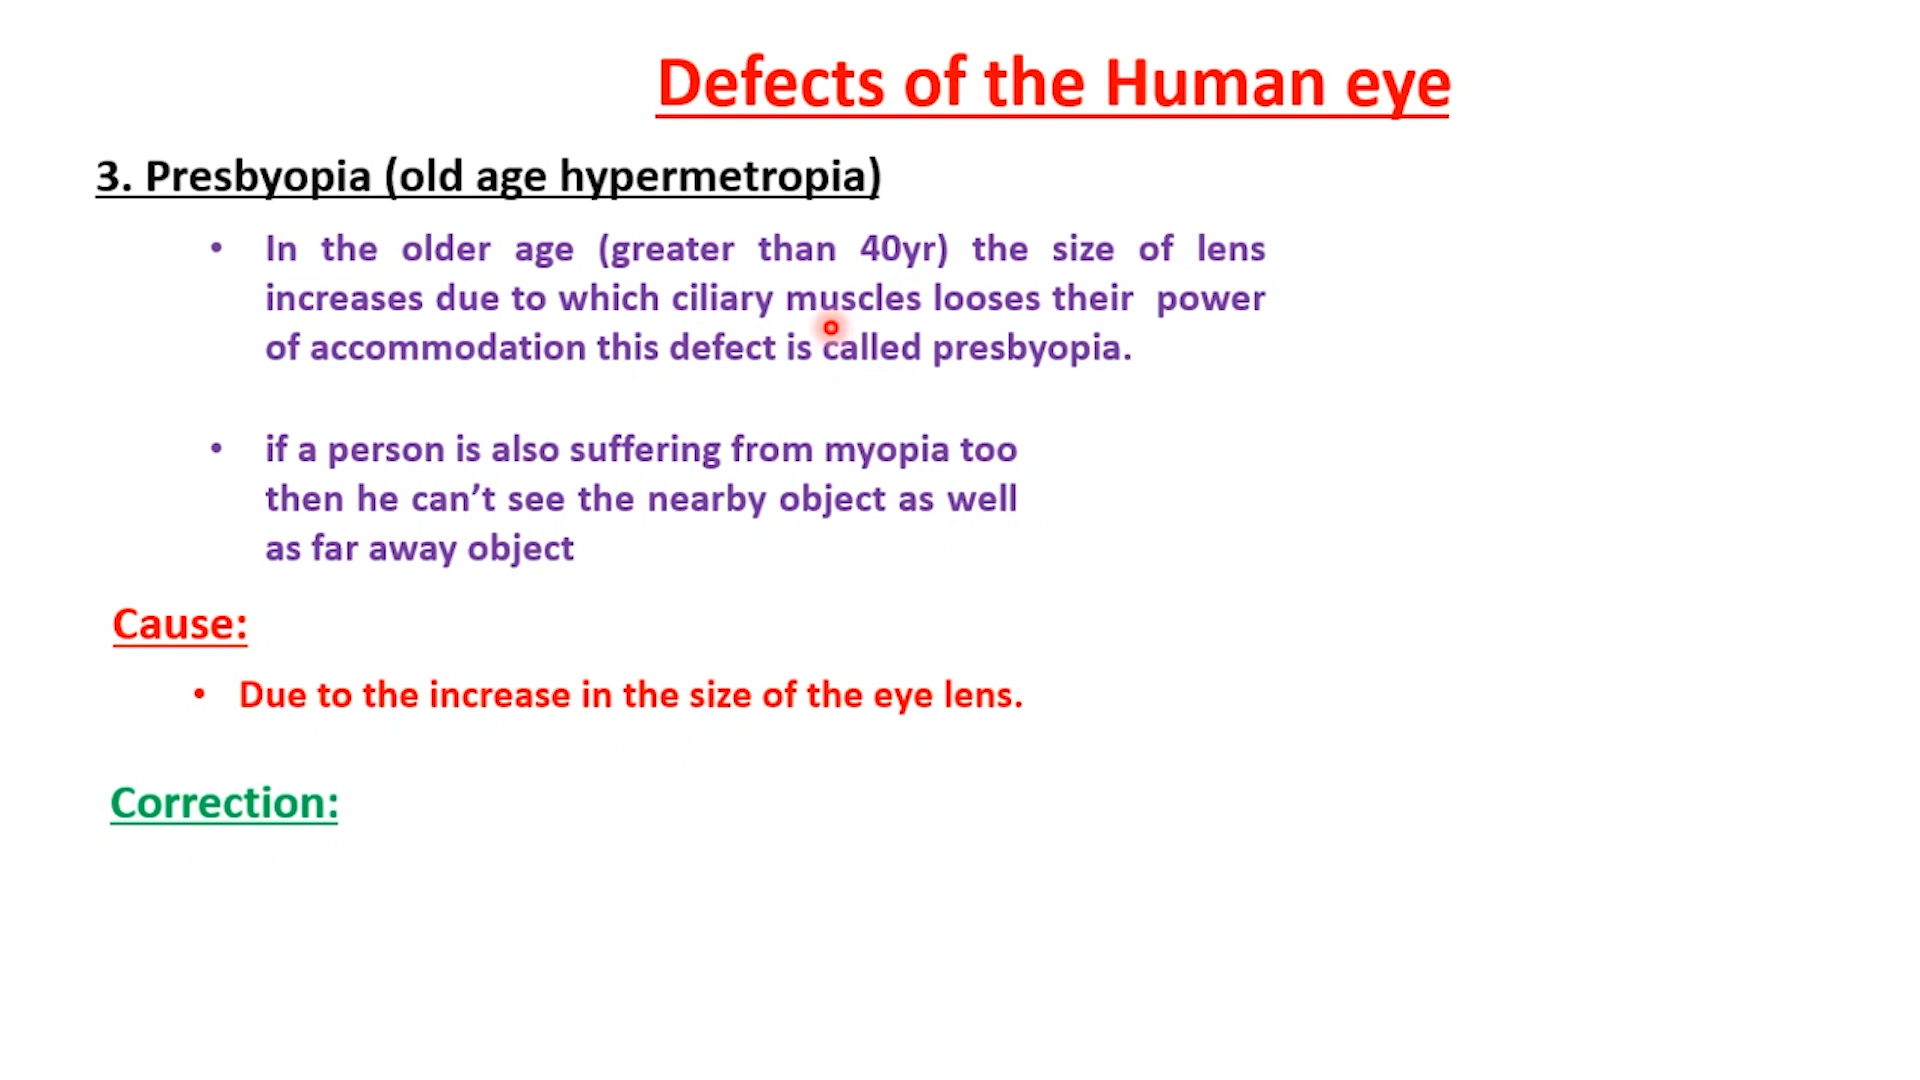 Defects of the Human eye
3. Presbyopia (old age hypermetropia)
• In the older age (greater than 40yr) the size of lens
increases due to which ciliary muscles looses their power
of accommodation this defect is called presbyopia.
• if a person is also suffering from myopia too
then he can’t see the nearby object as well
as far away object
Cause:
• Due to the increase in the size of the eye lens.
Correction: